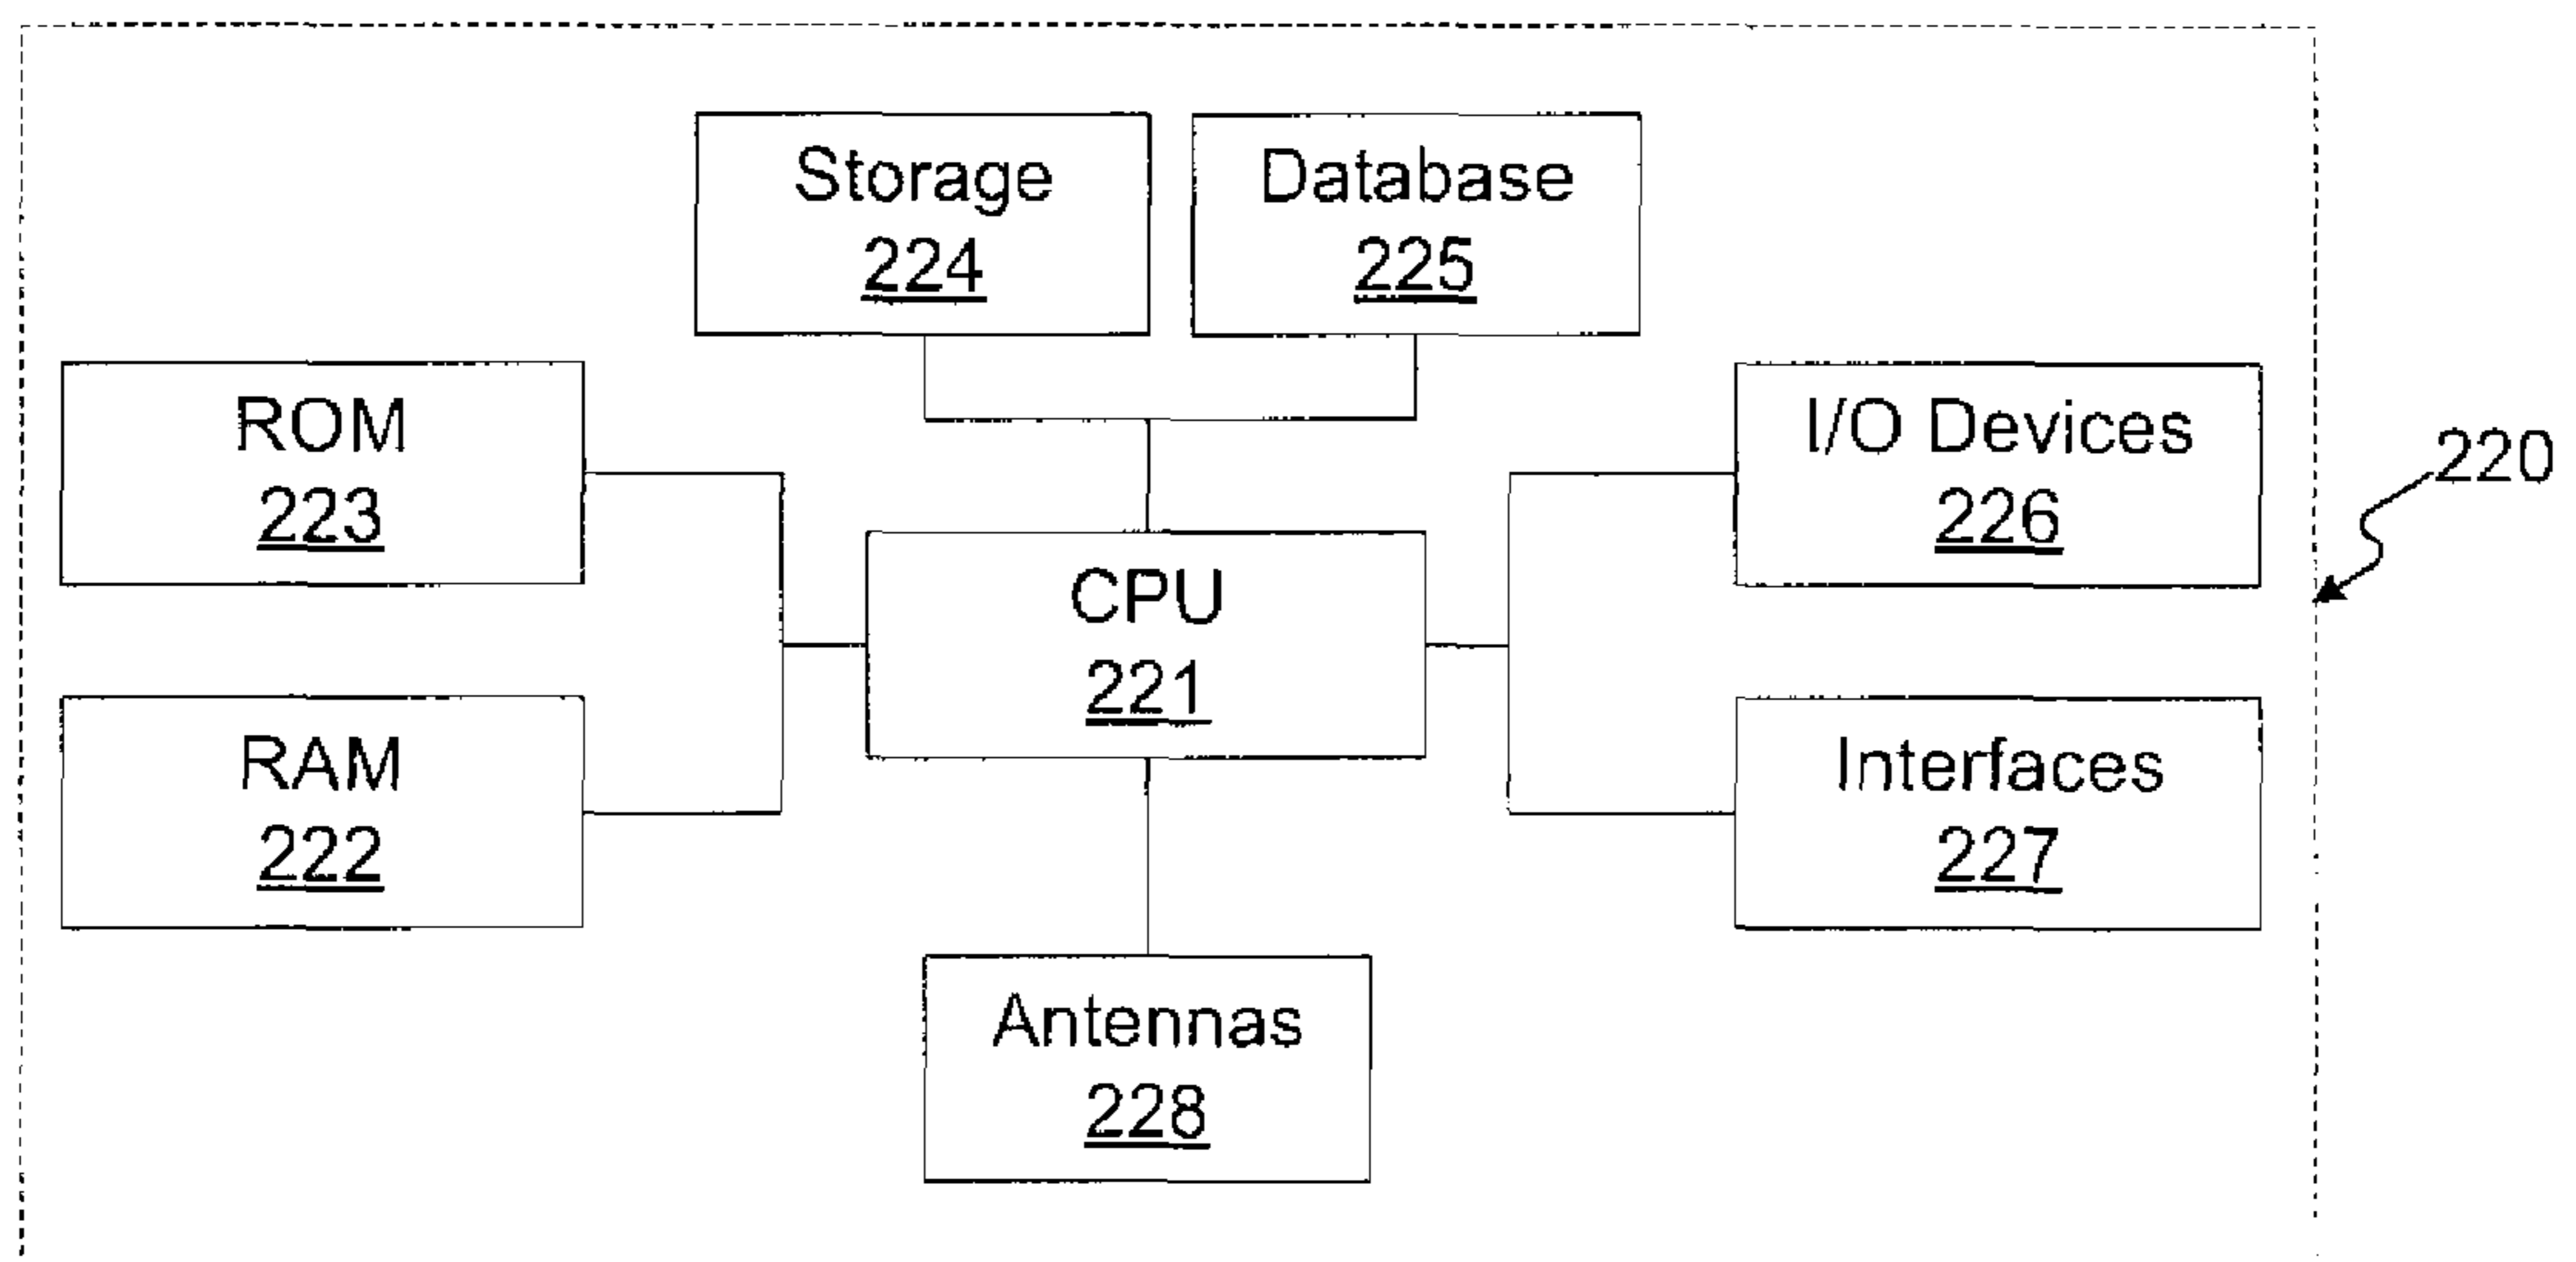 Storage
224
Database
225
ROM
223
I/O Devices
226
220
CPU
221
RAM
222
Interfaces
227
Antennas
228